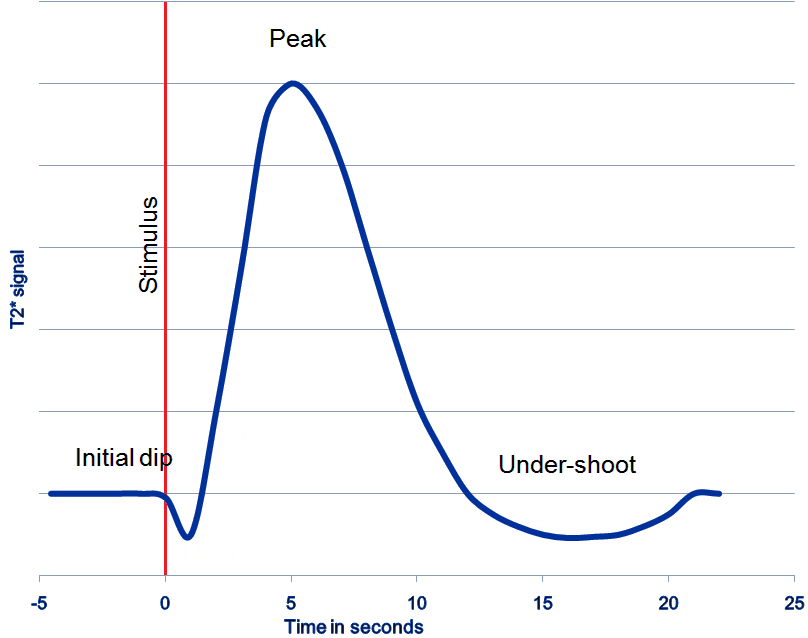 Peak
Stimulus
T2* signal
Initial dip
Under-shoot
-5 0 5 10 15 20 25
Time in seconds